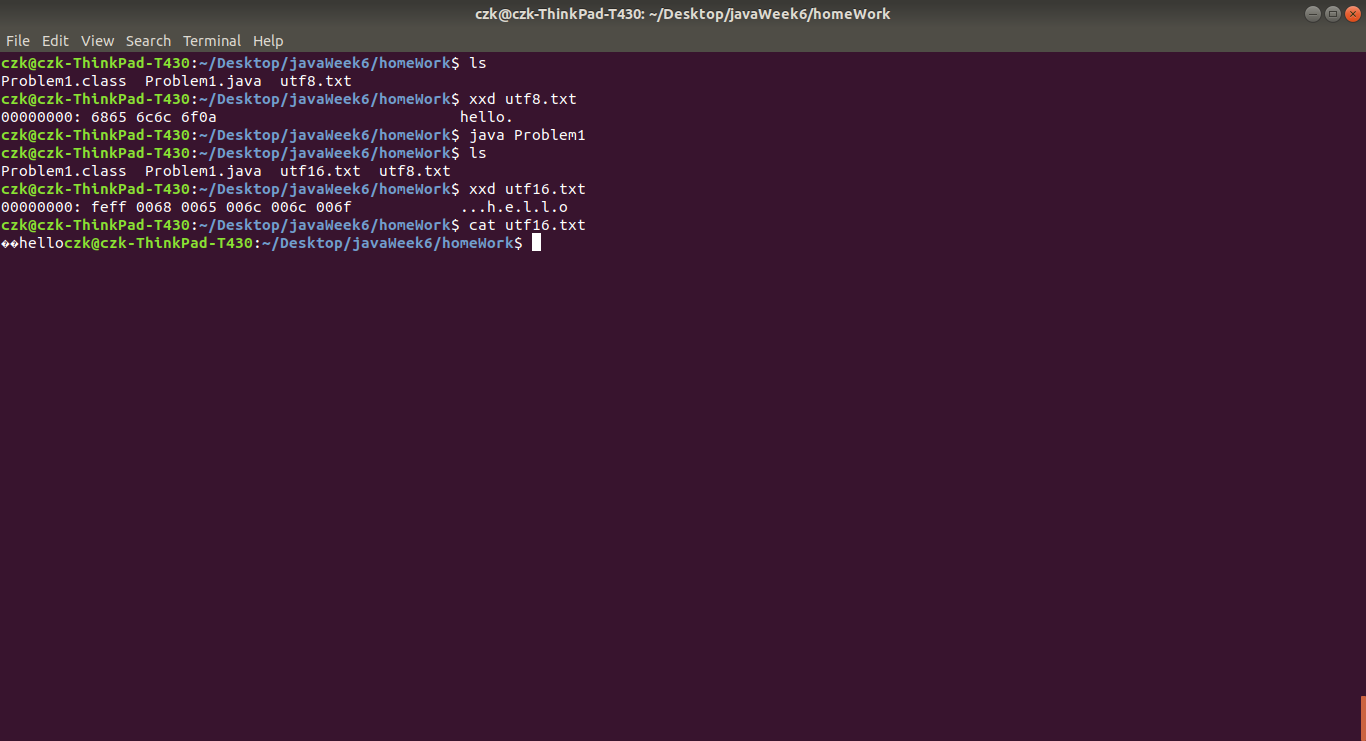 czk@czk-ThinkPad-T430: ~/Desktop/javaWeek6/homeWork
File Edit View Search Terminal Help
czk@czk-ThinkPad-T430:~/Desktop/javaWeek6/homeWork$ ls
Problem1.class  Problem1.java  utf8.txt
czk@czk-ThinkPad-T430:~/Desktop/javaWeek6/homeWork$ xxd utf8.txt
00000000: 6865 6c6c 6f0a                           hello.
czk@czk-ThinkPad-T430:~/Desktop/javaWeek6/homeWork$ java Problem1
czk@czk-ThinkPad-T430:~/Desktop/javaWeek6/homeWork$ ls
Problem1.class  Problem1.java  utf16.txt  utf8.txt
czk@czk-ThinkPad-T430:~/Desktop/javaWeek6/homeWork$ xxd utf16.txt
00000000: feff 0068 0065 006c 006c 006f            ...h.e.l.l.o
czk@czk-ThinkPad-T430:~/Desktop/javaWeek6/homeWork$ cat utf16.txt
��helloczk@czk-ThinkPad-T430:~/Desktop/javaWeek6/homeWork$